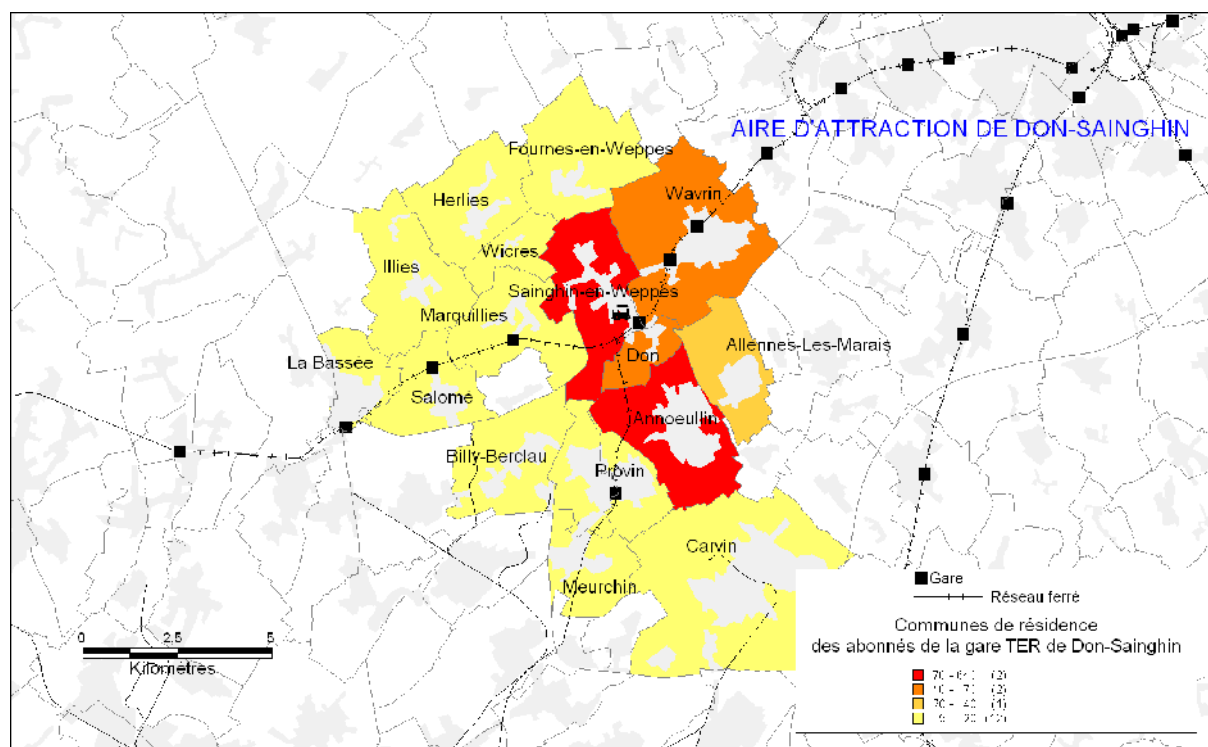 AIRE D'ATTRACTION DE DON-SAINGHIN
Fournes-en-Weppes
Wavrin
Herlies
Wicres
Illies
Sainghin-en-Weppes
Marquillies
Don
Allennes-Les-Marais
La Bassée
Salomé
Annoeullin
Billy-Berclau
Provin
Carvin
Meurchin
0 2,5 5
Kilomètres
Gare
Réseau ferré
Communes de résidence
des abonnés de la gare TER de Don-Sainghin